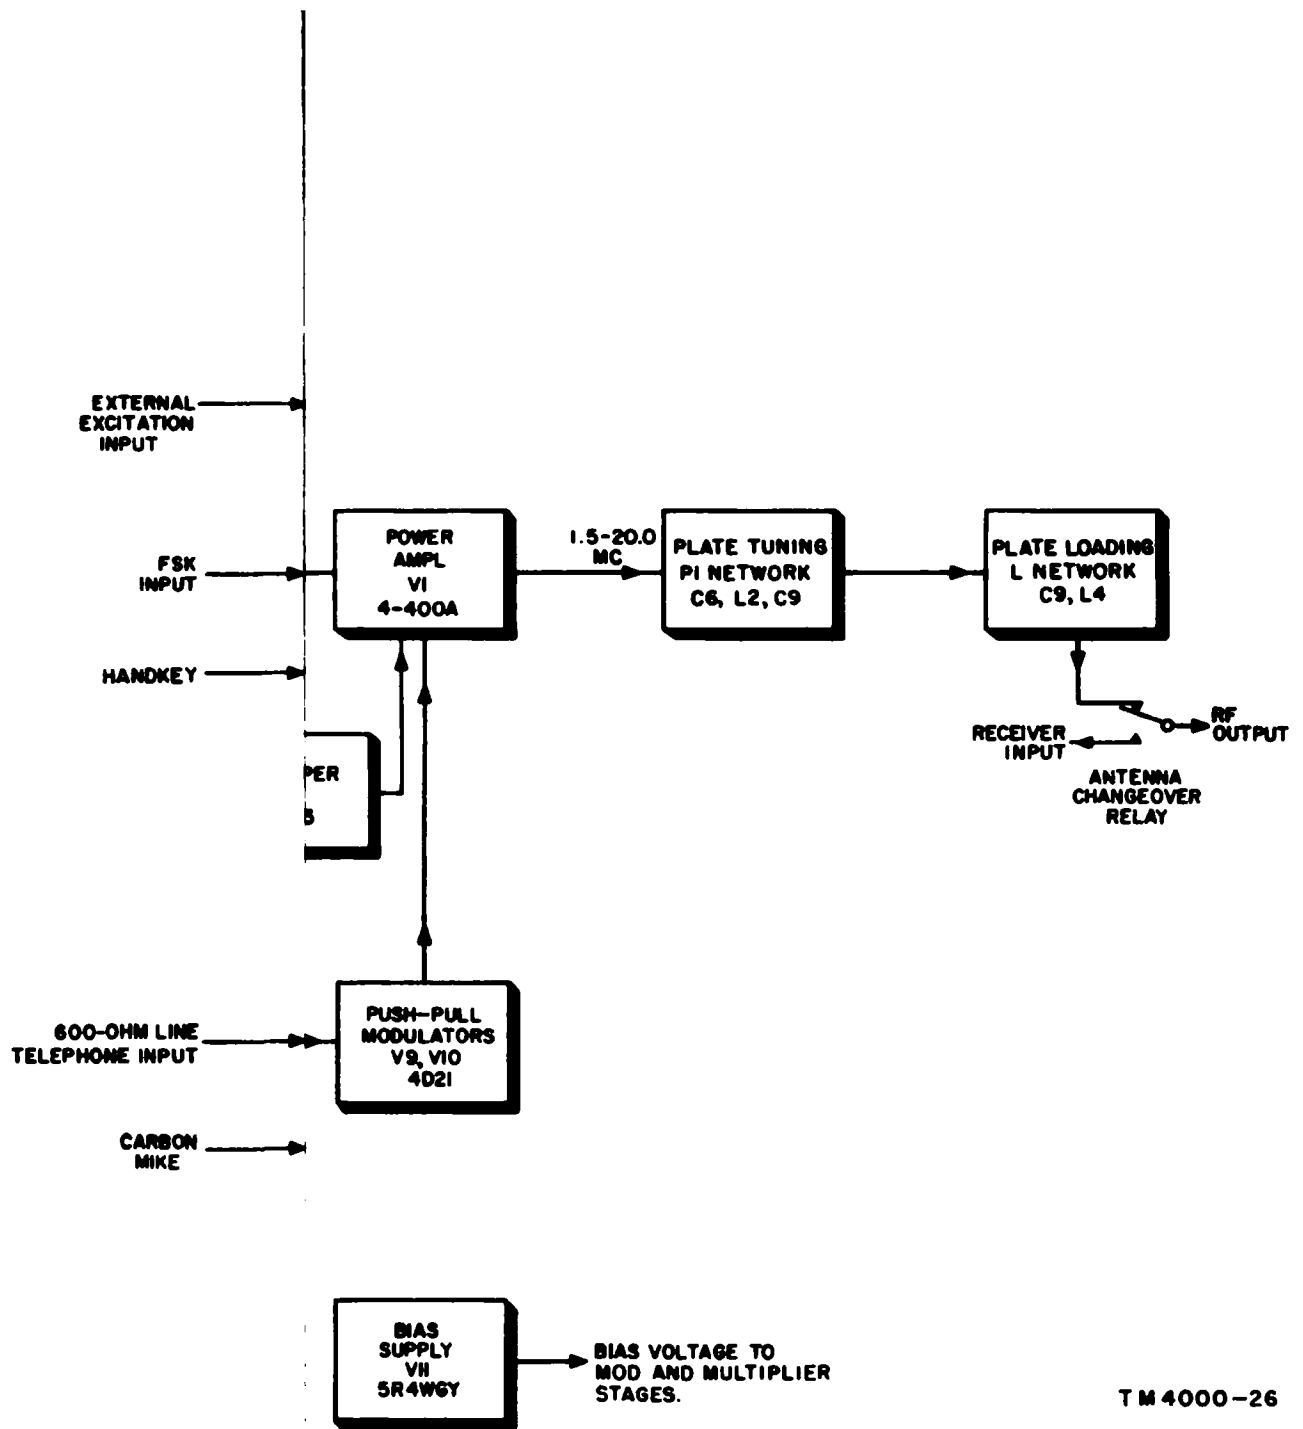 EXTERNAL
EXCITATION
INPUT
FSK
INPUT
HANDKEY
POWER
AMPL
V1
4-400A
1.5-20.0
MC
PLATE TUNING
PI NETWORK
C6, L2, C9
PLATE LOADING
L NETWORK
C9, L4
RECEIVER
INPUT
RF
OUTPUT
ANTENNA
CHANGEOVER
RELAY
PER
600-OHM LINE
TELEPHONE INPUT
PUSH-PULL
MODULATORS
V9, V10
4D21
CARBON
MIKE
BIAS
SUPPLY
V11
5R4WGY
BIAS VOLTAGE TO
MOD AND MULTIPLIER
STAGES.
TM4000-26